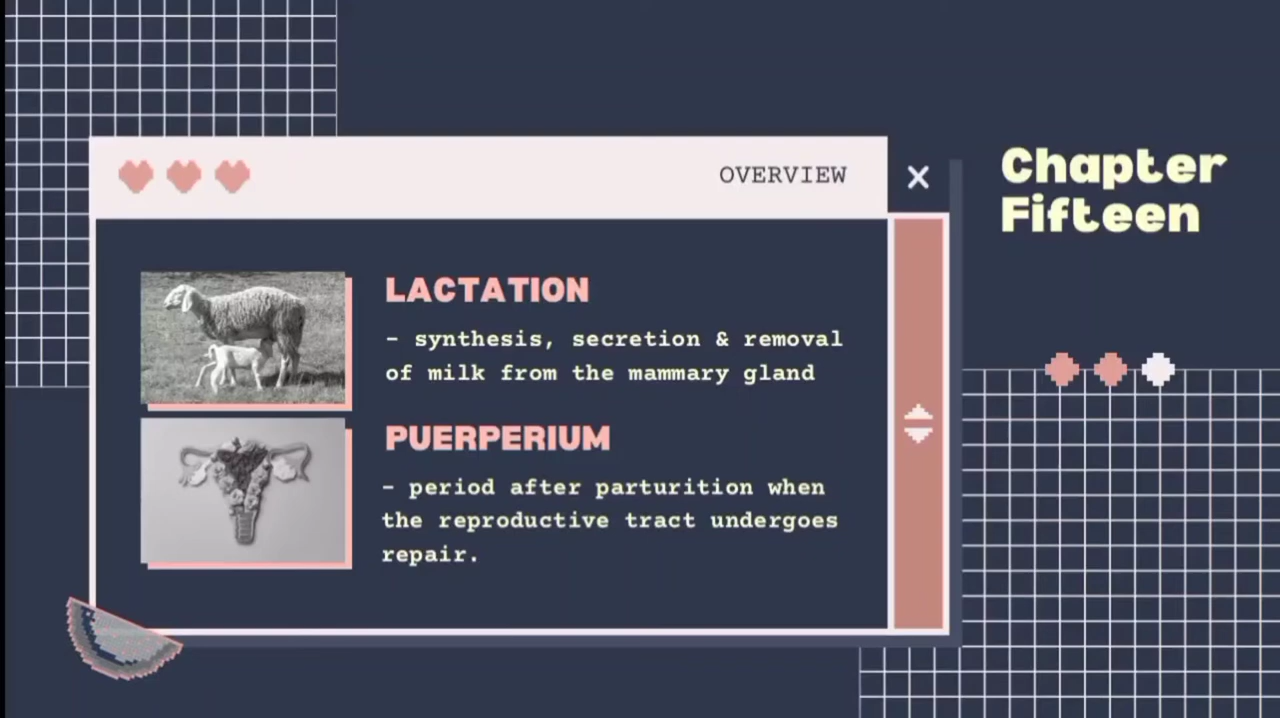 OVERVIEW
Chapter
Fifteen
LACTATION
- synthesis, secretion & removal
of milk from the mammary gland
PUERPERIUM
- period after parturition when
the reproductive tract undergoes
repair.